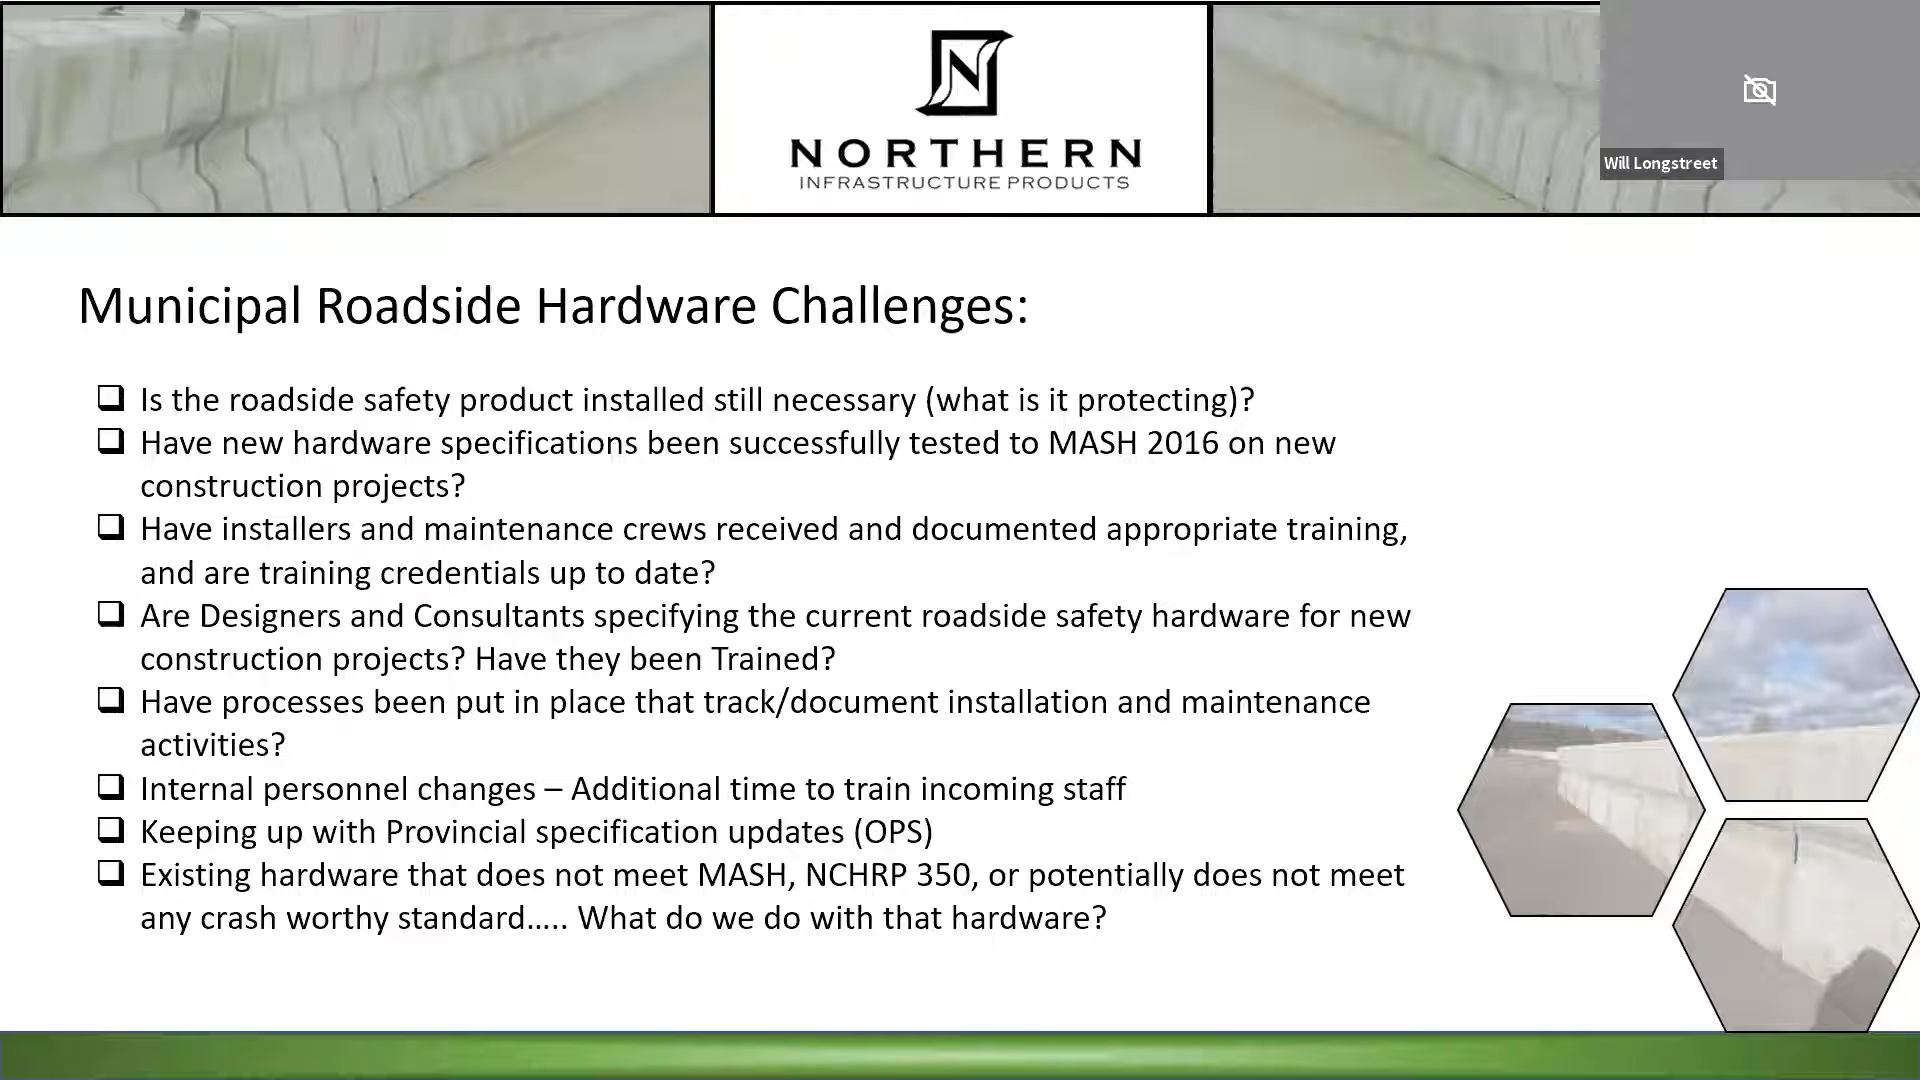 NORTHERN
INFRASTRUCTURE PRODUCTS
Will Longstreet
Municipal Roadside Hardware Challenges:
Is the roadside safety product installed still necessary (what is it protecting)?
Have new hardware specifications been successfully tested to MASH 2016 on new
construction projects?
Have installers and maintenance crews received and documented appropriate training,
and are training credentials up to date?
Are Designers and Consultants specifying the current roadside safety hardware for new
construction projects? Have they been Trained?
Have processes been put in place that track/document installation and maintenance
activities?
Internal personnel changes – Additional time to train incoming staff
Keeping up with Provincial specification updates (OPS)
Existing hardware that does not meet MASH, NCHRP 350, or potentially does not meet
any crash worthy standard..... What do we do with that hardware?